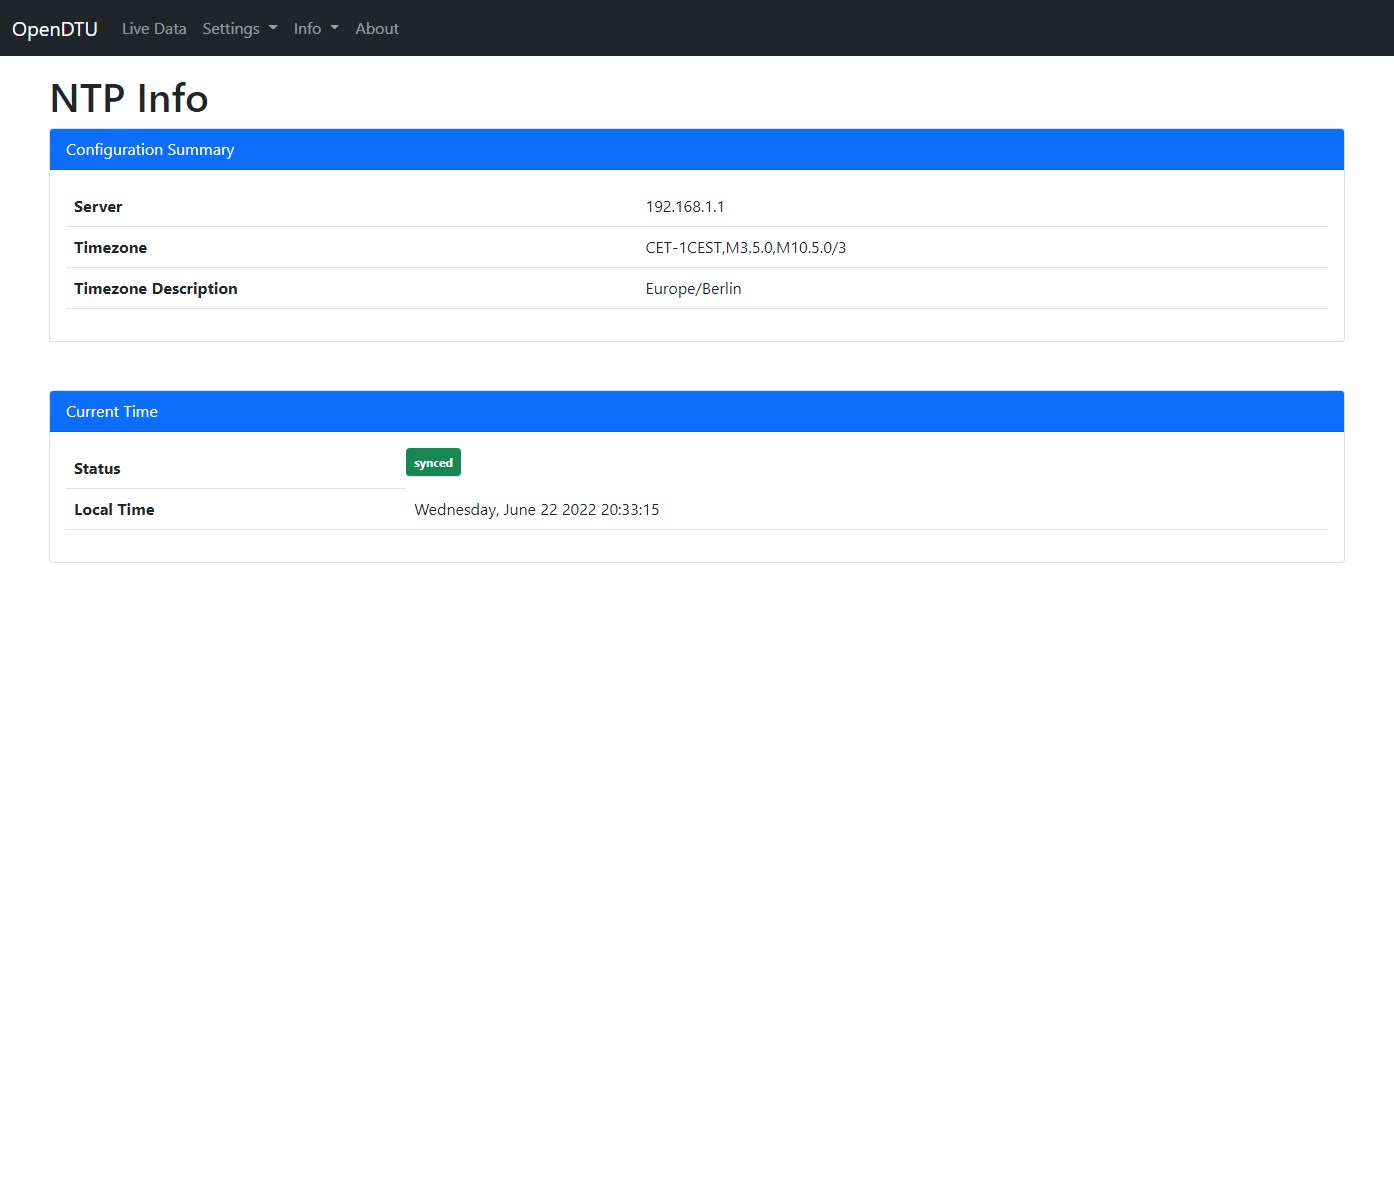 OpenDTU Live Data Settings Info About
NTP Info
Configuration Summary
Server 192.168.1.1
Timezone CET-1CEST,M3.5.0,M10.5.0/3
Timezone Description Europe/Berlin
Current Time
Status synced
Local Time Wednesday, June 22 2022 20:33:15